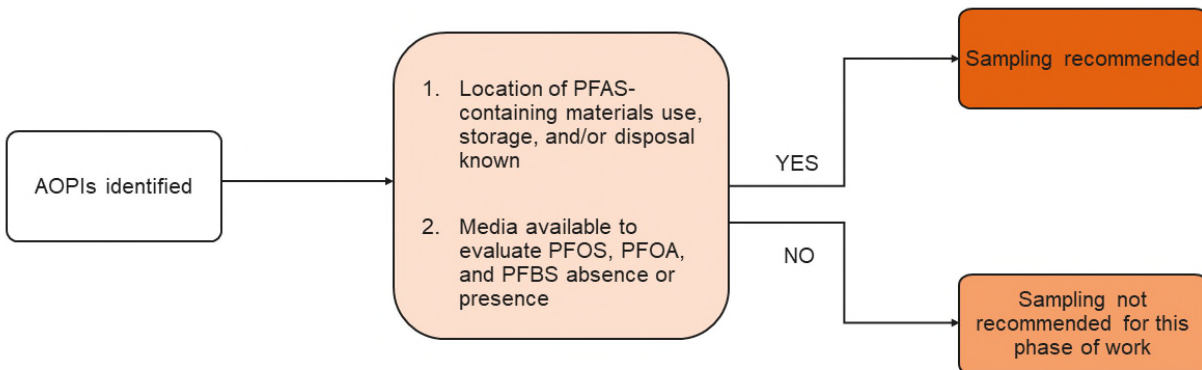 AOPIs identified
1. Location of PFAS-
containing materials use,
storage, and/or disposal
known
2. Media available to
evaluate PFOS, PFOA,
and PFBS absence or
presence
YES
NO
Sampling recommended
Sampling not
recommended for this
phase of work